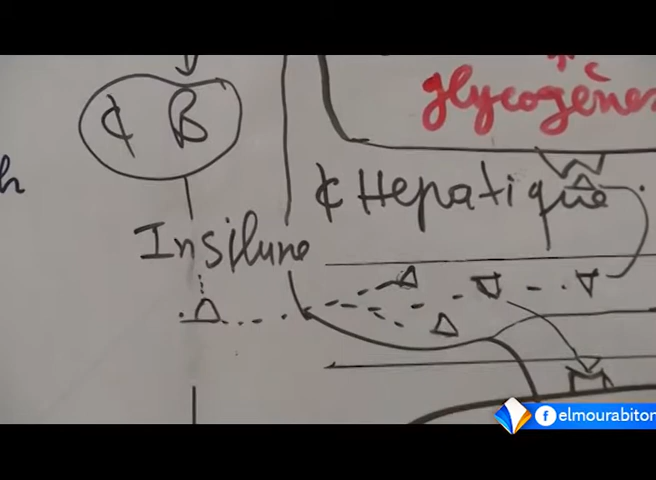 glycogènes
¢ B
h
¢ Hepatique
Insilune
elmourabiton